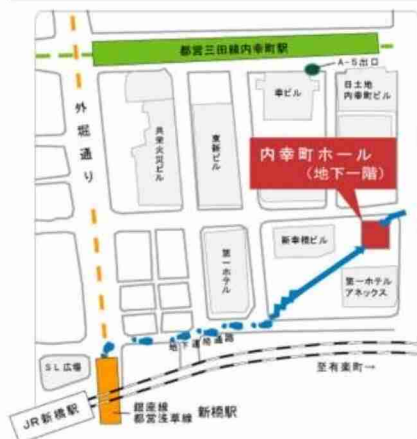 都営三田線内幸町駅
A-5出口
外堀通り
共栄火災ビル
東新ビル
幸ビル
日土地
内幸町ビル
内幸町ホール
(地下一階)
第一ホテル
新幸橋ビル
第一ホテル
アネックス
地下連絡通路
SL広場
至有楽町→
JR新橋駅
銀座線
都営浅草線
新橋駅